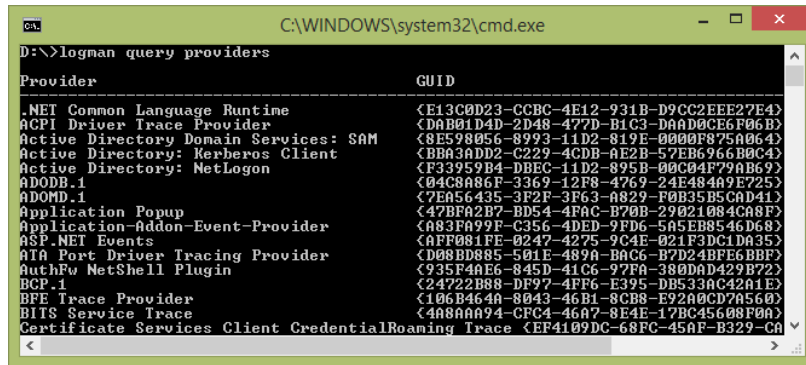 C:\WINDOWS\system32\cmd.exe
D:\>logman query providers
Provider GUID
.NET Common Language Runtime {E13C0D23-CCBC-4E12-931B-D9CC2EEE27E4}
ACPI Driver Trace Provider {DAB01D4D-2D48-477D-B1C3-DAAD0CE6F06B}
Active Directory Domain Services: SAM {8E598056-8993-11D2-819E-0000F875A064}
Active Directory: Kerberos Client {BBA3ADD2-C229-4CDB-AE2B-57EB6966B0C4}
Active Directory: NetLogon {F33959B4-DBEC-11D2-895B-00C04F79AB69}
ADODB.1 {04C8A86F-3369-12F8-4769-24E484A9E725}
ADOMD.1 {7EA56435-3F2F-3F63-A829-F0B35B5CAD41}
Application Popup {47BFA2B7-BD54-4FAC-B70B-29021084CA8F}
Application-Addon-Event-Provider {A83FA99F-C356-4DED-9FD6-5A5EB8546D68}
ASP.NET Events {AFF081FE-0247-4275-9C4E-021F3DC1DA35}
ATA Port Driver Tracing Provider {D08BD885-501E-489A-BAC6-B7D24BFE6BBF}
AuthFw NetShell Plugin {935F4AE6-845D-41C6-97FA-380DAD429B72}
BCP.1 {24722B88-DF97-4FF6-E395-DB533AC42A1E}
BFE Trace Provider {106B464A-8043-46B1-8CB8-E92A0CD7A560}
BITS Service Trace {4A8AAA94-CFC4-46A7-8E4E-17BC45608F0A}
Certificate Services Client CredentialRoaming Trace {EF4109DC-68FC-45AF-B329-CA